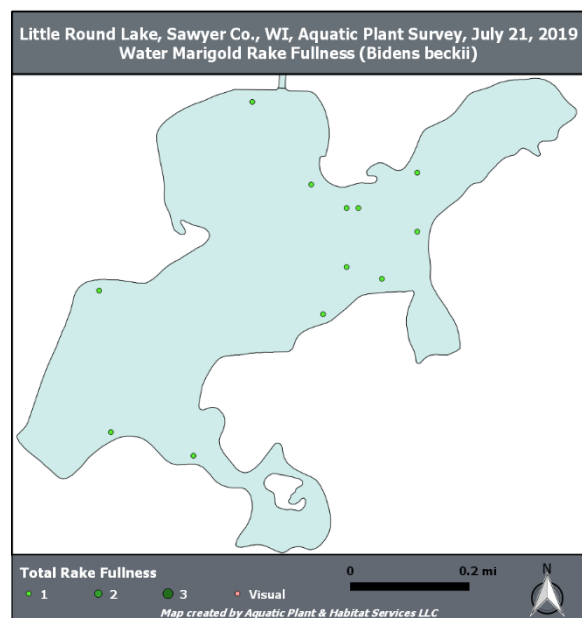 Little Round Lake, Sawyer Co., WI, Aquatic Plant Survey, July 21, 2019
Water Marigold Rake Fullness (Bidens beckii)
Total Rake Fullness
1 2 3 Visual
0 0.2 mi
N
Map created by Aquatic Plant & Habitat Services LLC